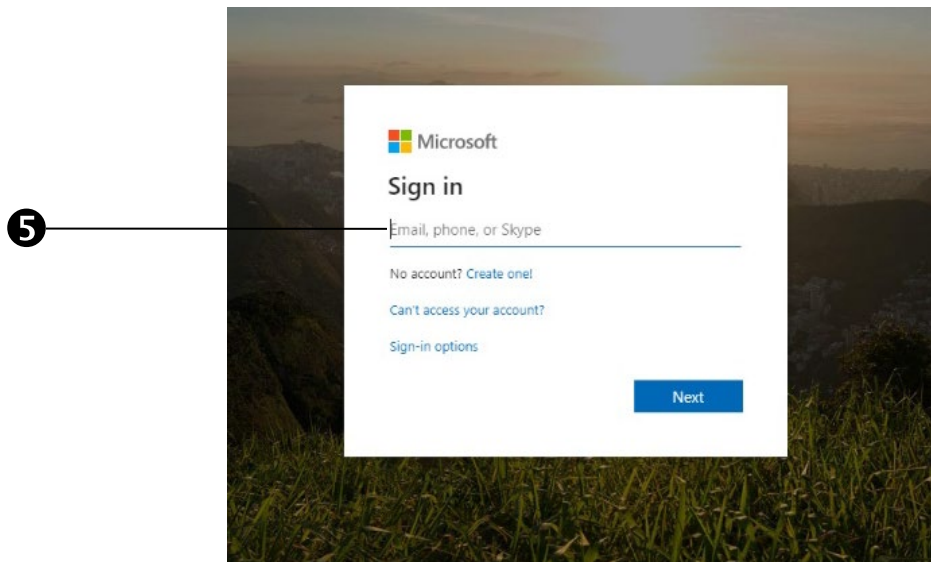 Microsoft
Sign in
❺
Email, phone, or Skype
No account? Create one!
Can't access your account?
Sign-in options
Next